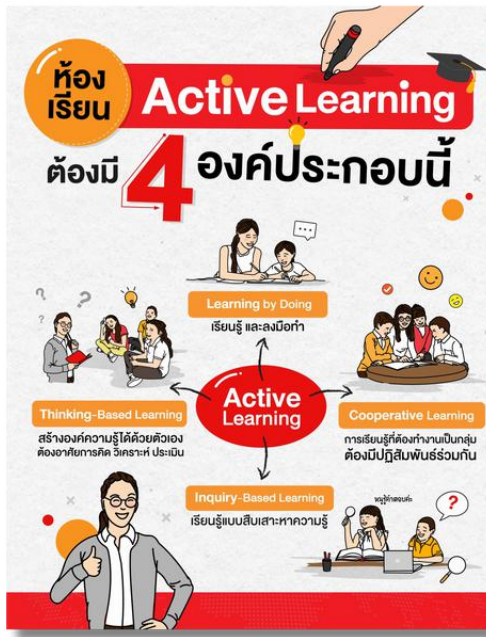 ห้อง
เรียน
Active Learning
ต้องมี 4 องค์ประกอบนี้
Learning by Doing
เรียนรู้ และลงมือทำ
Thinking-Based Learning
สร้างองค์ความรู้ได้ด้วยตัวเอง
ต้องอาศัยการคิด วิเคราะห์ ประเมิน
Active
Learning
Cooperative Learning
การเรียนรู้ที่ต้องทำงานเป็นกลุ่ม
ต้องมีปฏิสัมพันธ์ร่วมกัน
Inquiry-Based Learning
เรียนรู้แบบสืบเสาะหาความรู้
?